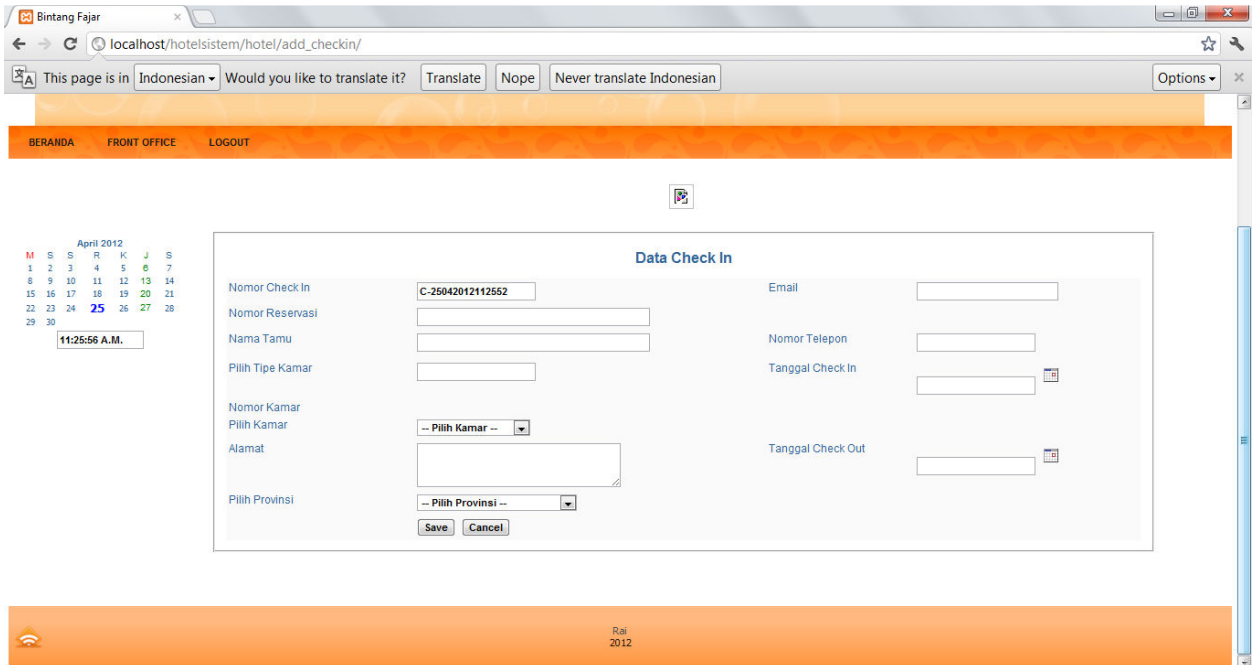 Bintang Fajar
localhost/hotelsistem/hotel/add_checkin/
This page is in Indonesian Would you like to translate it? Translate Nope Never translate Indonesian Options
BERANDA FRONT OFFICE LOGOUT
April 2012
M S S R K J S
1 2 3 4 5 6 7
8 9 10 11 12 13 14
15 16 17 18 19 20 21
22 23 24 25 26 27 28
29 30
11:25:56 A.M.
Data Check In
Nomor Check In C-25042012112552 Email
Nomor Reservasi
Nama Tamu Nomor Telepon
Pilih Tipe Kamar Tanggal Check In
Nomor Kamar
Pilih Kamar -- Pilih Kamar --
Alamat Tanggal Check Out
Pilih Provinsi -- Pilih Provinsi --
Save Cancel
Rai
2012